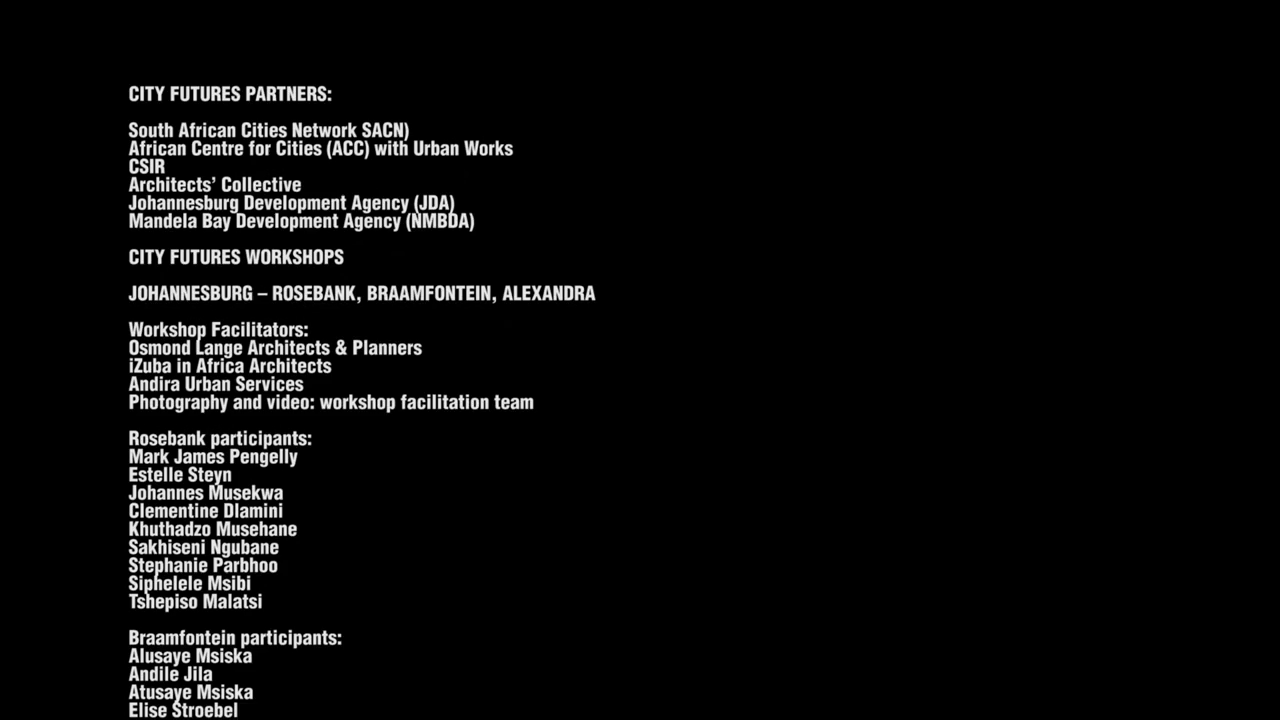 CITY FUTURES PARTNERS:
South African Cities Network SACN)
African Centre for Cities (ACC) with Urban Works
CSIR
Architects’ Collective
Johannesburg Development Agency (JDA)
Mandela Bay Development Agency (NMBDA)
CITY FUTURES WORKSHOPS
JOHANNESBURG – ROSEBANK, BRAAMFONTEIN, ALEXANDRA
Workshop Facilitators:
Osmond Lange Architects & Planners
iZuba in Africa Architects
Andira Urban Services
Photography and video: workshop facilitation team
Rosebank participants:
Mark James Pengelly
Estelle Steyn
Johannes Musekwa
Clementine Dlamini
Khuthadzo Musehane
Sakhiseni Ngubane
Stephanie Parbhoo
Siphelele Msibi
Tshepiso Malatsi
Braamfontein participants:
Alusaye Msiska
Andile Jila
Atusaye Msiska
Elise Stroebel